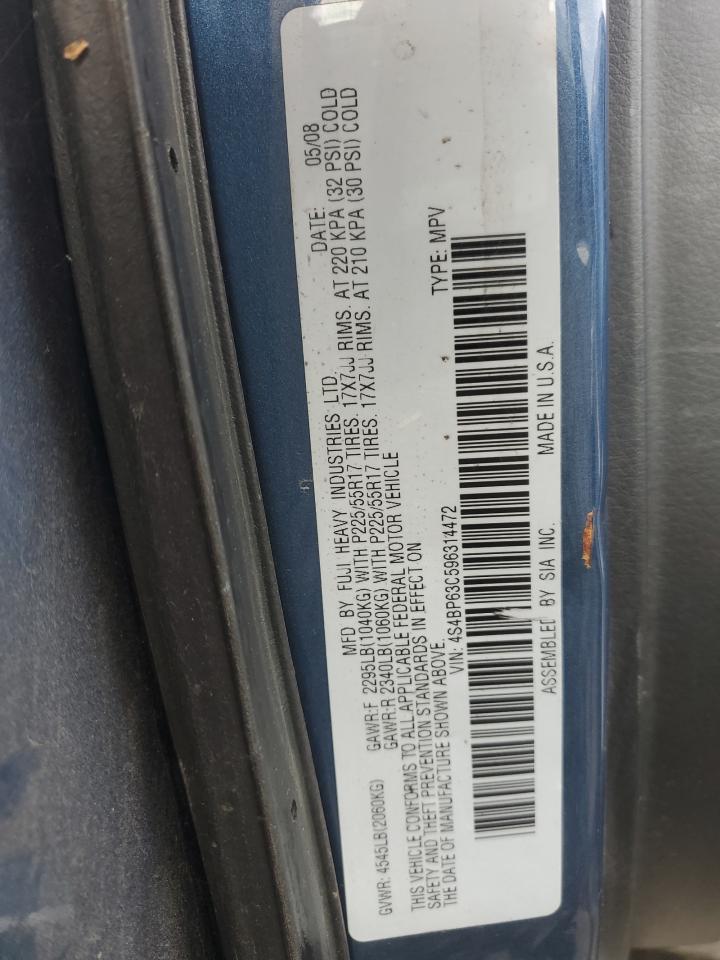 MFD BY FUJI HEAVY INDUSTRIES LTD. DATE: 05/08
GVWR: 4545LB(2060KG) GAWR:F 2295LB(1040KG) WITH P225/55R17 TIRES. 17X7JJ RIMS. AT 220 KPA (32 PSI) COLD
GAWR:R 2340LB(1060KG) WITH P225/55R17 TIRES. 17X7JJ RIMS. AT 210 KPA (30 PSI) COLD
THIS VEHICLE CONFORMS TO ALL APPLICABLE FEDERAL MOTOR VEHICLE
SAFETY AND THEFT PREVENTION STANDARDS IN EFFECT ON
THE DATE OF MANUFACTURE SHOWN ABOVE.
VIN: 4S4BP63C596314472 TYPE: MPV
ASSEMBLED BY SIA INC. MADE IN U.S.A.